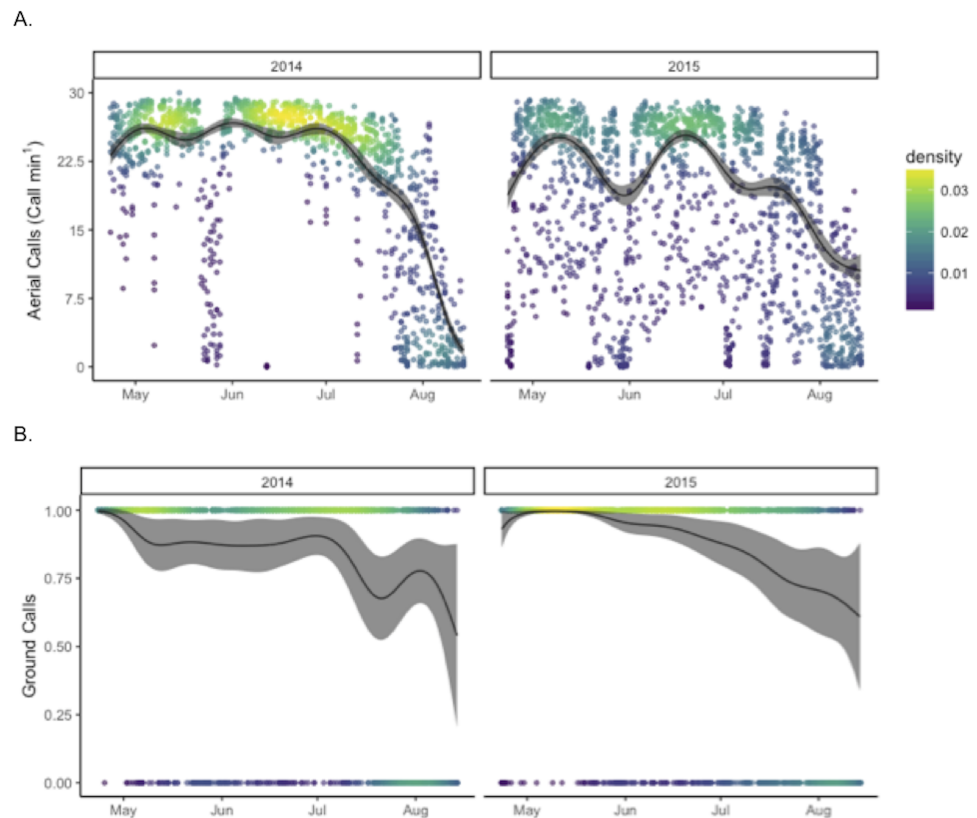 A.
2014 2015
density
0.03
0.02
0.01
Aerial Calls (Call min¹)
30
22.5
15
7.5
0
May Jun Jul Aug May Jun Jul Aug
B.
2014 2015
Ground Calls
1.00
0.75
0.50
0.25
0.00
May Jun Jul Aug May Jun Jul Aug